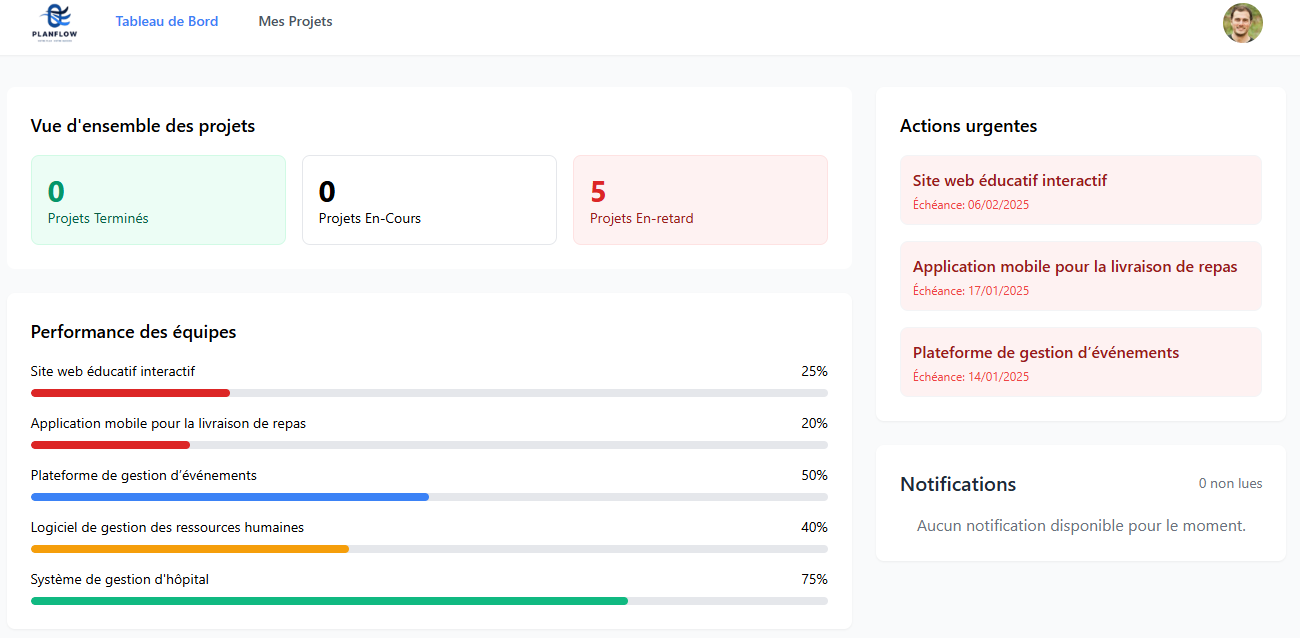 PLANFLOW
Tableau de Bord
Mes Projets
Vue d'ensemble des projets
0
Projets Terminés
0
Projets En-Cours
5
Projets En-retard
Performance des équipes
Site web éducatif interactif 25%
Application mobile pour la livraison de repas 20%
Plateforme de gestion d’événements 50%
Logiciel de gestion des ressources humaines 40%
Système de gestion d'hôpital 75%
Actions urgentes
Site web éducatif interactif
Échéance: 06/02/2025
Application mobile pour la livraison de repas
Échéance: 17/01/2025
Plateforme de gestion d’événements
Échéance: 14/01/2025
Notifications 0 non lues
Aucun notification disponible pour le moment.